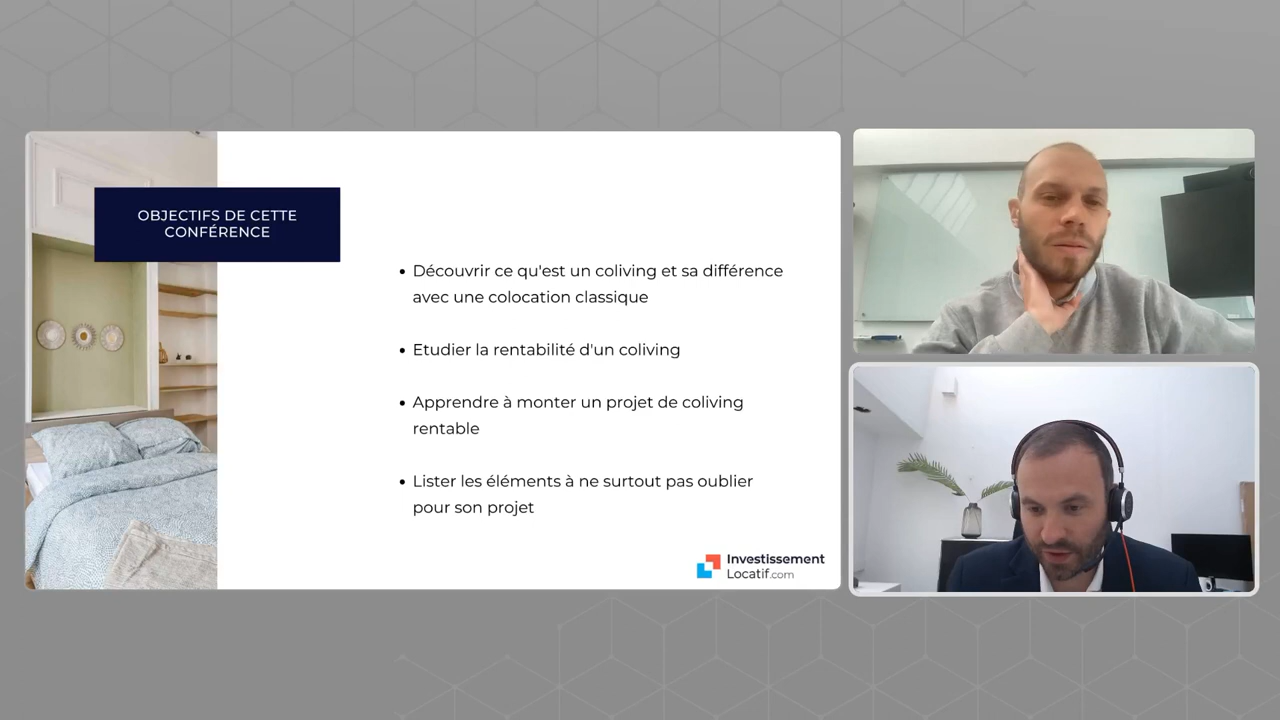 OBJECTIFS DE CETTE
CONFÉRENCE
• Découvrir ce qu'est un coliving et sa différence
avec une colocation classique
• Etudier la rentabilité d'un coliving
• Apprendre à monter un projet de coliving
rentable
• Lister les éléments à ne surtout pas oublier
pour son projet
Investissement
Locatif.com